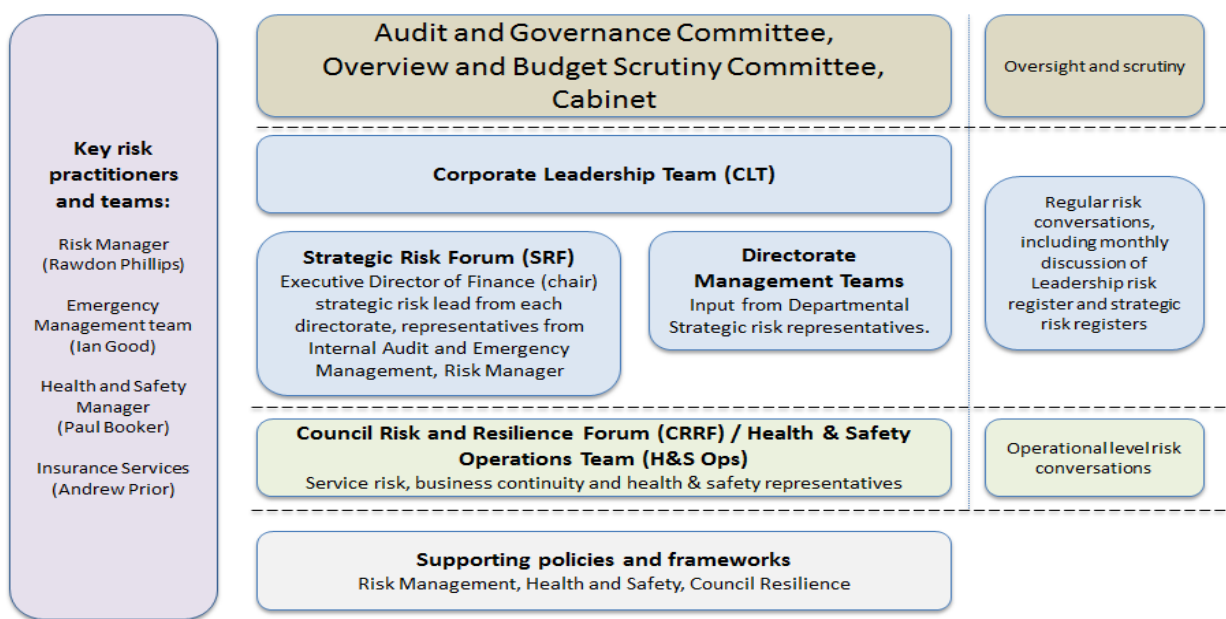 Key risk
practitioners
and teams:
Risk Manager
(Rawdon Phillips)
Emergency
Management team
(Ian Good)
Health and Safety
Manager
(Paul Booker)
Insurance Services
(Andrew Prior)
Audit and Governance Committee,
Overview and Budget Scrutiny Committee,
Cabinet
Oversight and scrutiny
Corporate Leadership Team (CLT)
Strategic Risk Forum (SRF)
Executive Director of Finance (chair)
strategic risk lead from each
directorate, representatives from
Internal Audit and Emergency
Management, Risk Manager
Directorate
Management Teams
Input from Departmental
Strategic risk representatives.
Regular risk
conversations,
including monthly
discussion of
Leadership risk
register and strategic
risk registers
Council Risk and Resilience Forum (CRRF) / Health & Safety
Operations Team (H&S Ops)
Service risk, business continuity and health & safety representatives
Operational level risk
conversations
Supporting policies and frameworks
Risk Management, Health and Safety, Council Resilience